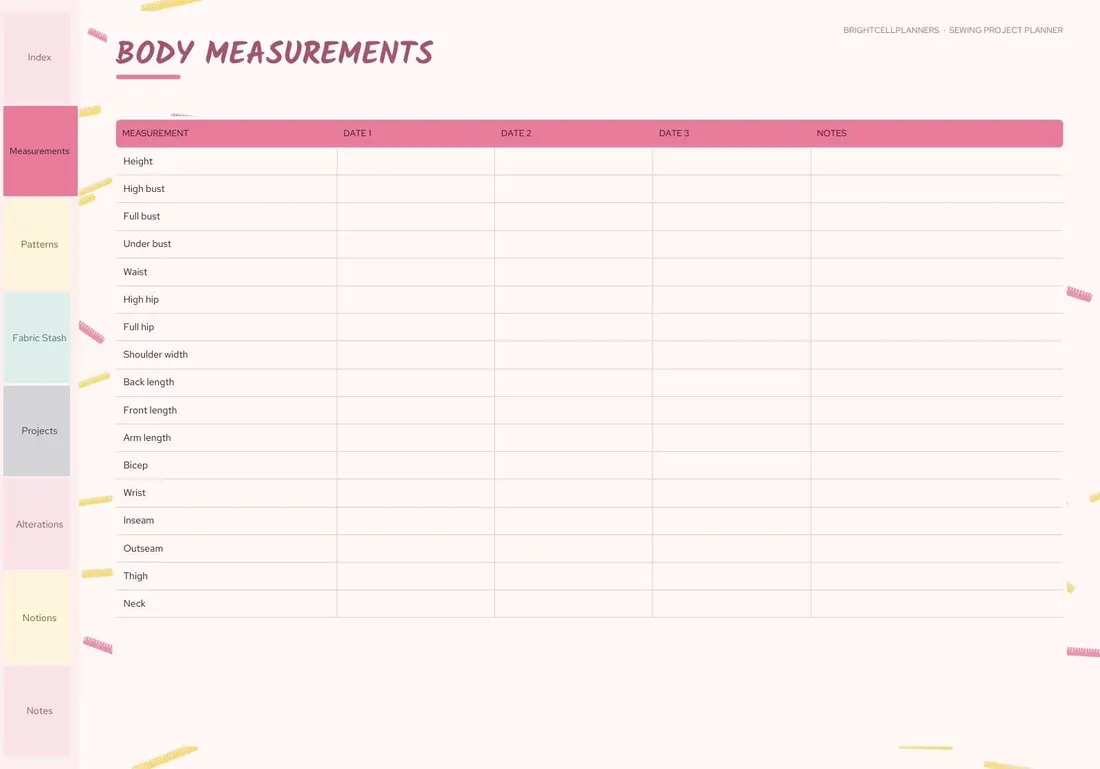 BRIGHTCELLPLANNERS · SEWING PROJECT PLANNER
BODY MEASUREMENTS
Index
Measurements
Patterns
Fabric Stash
Projects
Alterations
Notions
Notes
MEASUREMENT DATE 1 DATE 2 DATE 3 NOTES
Height
High bust
Full bust
Under bust
Waist
High hip
Full hip
Shoulder width
Back length
Front length
Arm length
Bicep
Wrist
Inseam
Outseam
Thigh
Neck